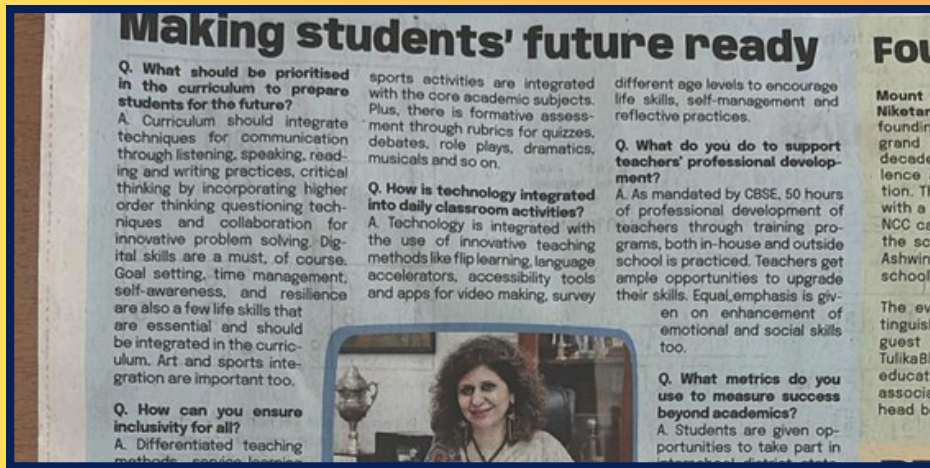 Making students' future ready
Q. What should be prioritised
in the curriculum to prepare
students for the future?
A. Curriculum should integrate
techniques for communication
through listening, speaking, read-
ing and writing practices, critical
thinking by incorporating higher
order thinking questioning tech-
niques and collaboration for
innovative problem solving. Dig-
ital skills are a must, of course.
Goal setting, time management,
self-awareness, and resilience
are also a few life skills that
are essential and should
be integrated in the curric-
ulum. Art and sports inte-
gration are important too.
Q. How can you ensure
inclusivity for all?
A. Differentiated teaching
methods, service learning
sports activities are integrated
with the core academic subjects.
Plus, there is formative assess-
ment through rubrics for quizzes,
debates, role plays, dramatics,
musicals and so on.
Q. How is technology integrated
into daily classroom activities?
A. Technology is integrated with
the use of innovative teaching
methods like flip learning, language
accelerators, accessibility tools
and apps for video making, survey
different age levels to encourage
life skills, self-management and
reflective practices.
Q. What do you do to support
teachers' professional develop-
ment?
A. As mandated by CBSE, 50 hours
of professional development of
teachers through training pro-
grams, both in-house and outside
school is practiced. Teachers get
ample opportunities to upgrade
their skills. Equal emphasis is giv-
en on enhancement of
emotional and social skills
too.
Q. What metrics do you
use to measure success
beyond academics?
A. Students are given op-
portunities to take part in
interschool, district, state
Fou
Mount
Niketan
foundin
grand
decade
lence
tion. Th
with a
NCC ca
the sc
Ashwin
school
The ev
tinguish
guest
Tulika Bh
educat
associa
head b